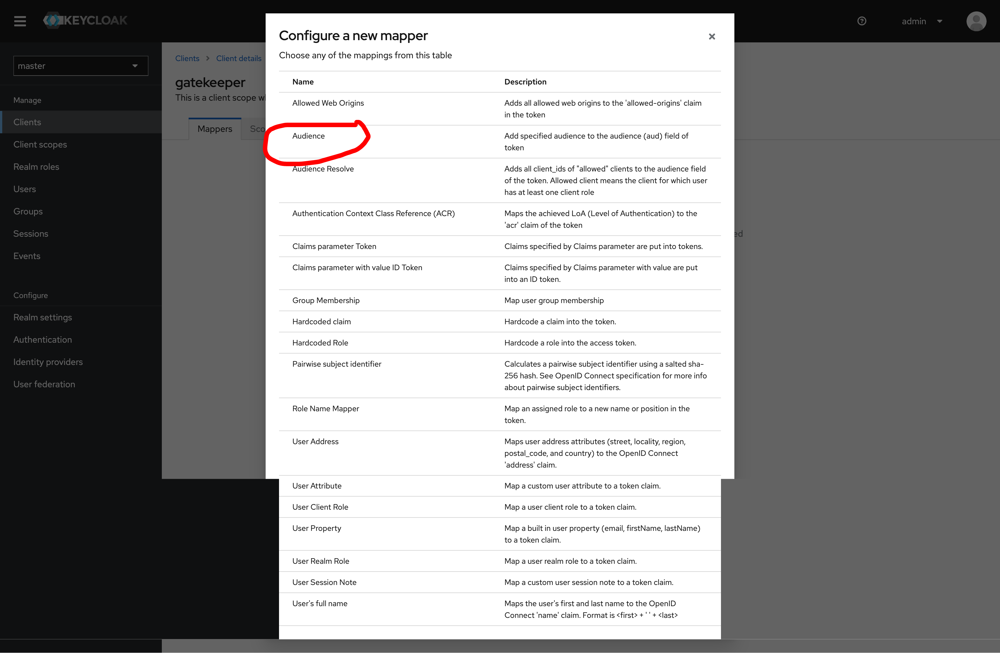 KEYCLOAK
admin
master
Manage
Clients
Client scopes
Realm roles
Users
Groups
Sessions
Events
Configure
Realm settings
Authentication
Identity providers
User federation
Clients
Client details
gatekeeper
This is a client scope
Mappers
Configure a new mapper
Choose any of the mappings from this table
Name
Description
Allowed Web Origins
Adds all allowed web origins to the 'allowed-origins' claim
in the token
Audience
Add specified audience to the audience (aud) field of
token
Audience Resolve
Adds all client_ids of "allowed" clients to the audience field
of the token. Allowed client means the client for which user
has at least one client role
Authentication Context Class Reference (ACR)
Maps the achieved LoA (Level of Authentication) to the
'acr' claim of the token
Claims parameter Token
Claims specified by Claims parameter are put into tokens.
Claims parameter with value ID Token
Claims specified by Claims parameter with value are put
into an ID token.
Group Membership
Map user group membership
Hardcoded claim
Hardcode a claim into the token.
Hardcoded Role
Hardcode a role into the access token.
Pairwise subject identifier
Calculates a pairwise subject identifier using a salted sha-
256 hash. See OpenID Connect specification for more info
about pairwise subject identifiers.
Role Name Mapper
Map an assigned role to a new name or position in the
token.
User Address
Maps user address attributes (street, locality, region,
postal_code, and country) to the OpenID Connect
'address' claim.
User Attribute
Map a custom user attribute to a token claim.
User Client Role
Map a user client role to a token claim.
User Property
Map a built in user property (email, firstName, lastName)
to a token claim.
User Realm Role
Map a user realm role to a token claim.
User Session Note
Map a custom user session note to a token claim.
User's full name
Maps the user's first and last name to the OpenID
Connect 'name' claim. Format is <first> + ' ' + <last>